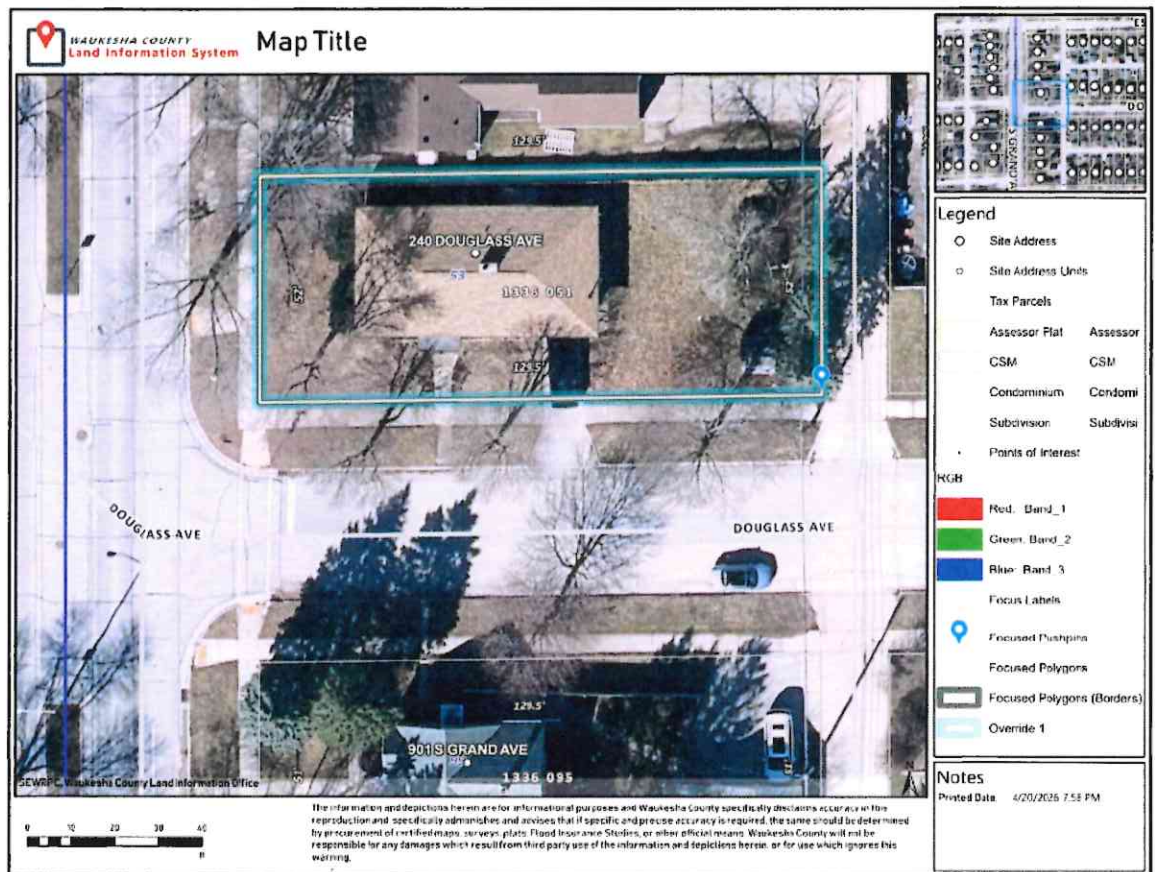 WAUKESHA COUNTY
Land Information System
Map Title
129.5'
240 DOUGLASS AVE
53'
1336 051
129.5'
DOUGLASS AVE
DOUGLASS AVE
129.5'
901 S GRAND AVE
1336 095
SEWRPC, Waukesha County Land Information Office
S GRAND A
Legend
Site Address
Site Address Units
Tax Parcels
Assessor Plat Assessor
CSM CSM
Condominium Condomi
Subdivision Subdivisi
Points of Interest
RGB
Red: Band_1
Green: Band_2
Blue: Band_3
Focus Labels
Focused Pushpins
Focused Polygons
Focused Polygons (Borders)
Override 1
Notes
Printed Date: 4/20/2026 7:58 PM
0 10 20 40
ft
The information and depictions herein are for informational purposes and Waukesha County specifically disclaims accuracy in this
reproduction and specifically admonishes and advises that if specific and precise accuracy is required, the same should be determined
by procurement of certified maps, surveys, plats, Flood Insurance Studies, or other official means. Waukesha County will not be
responsible for any damages which result from third party use of the information and depictions herein, or for use which ignores this
warning.